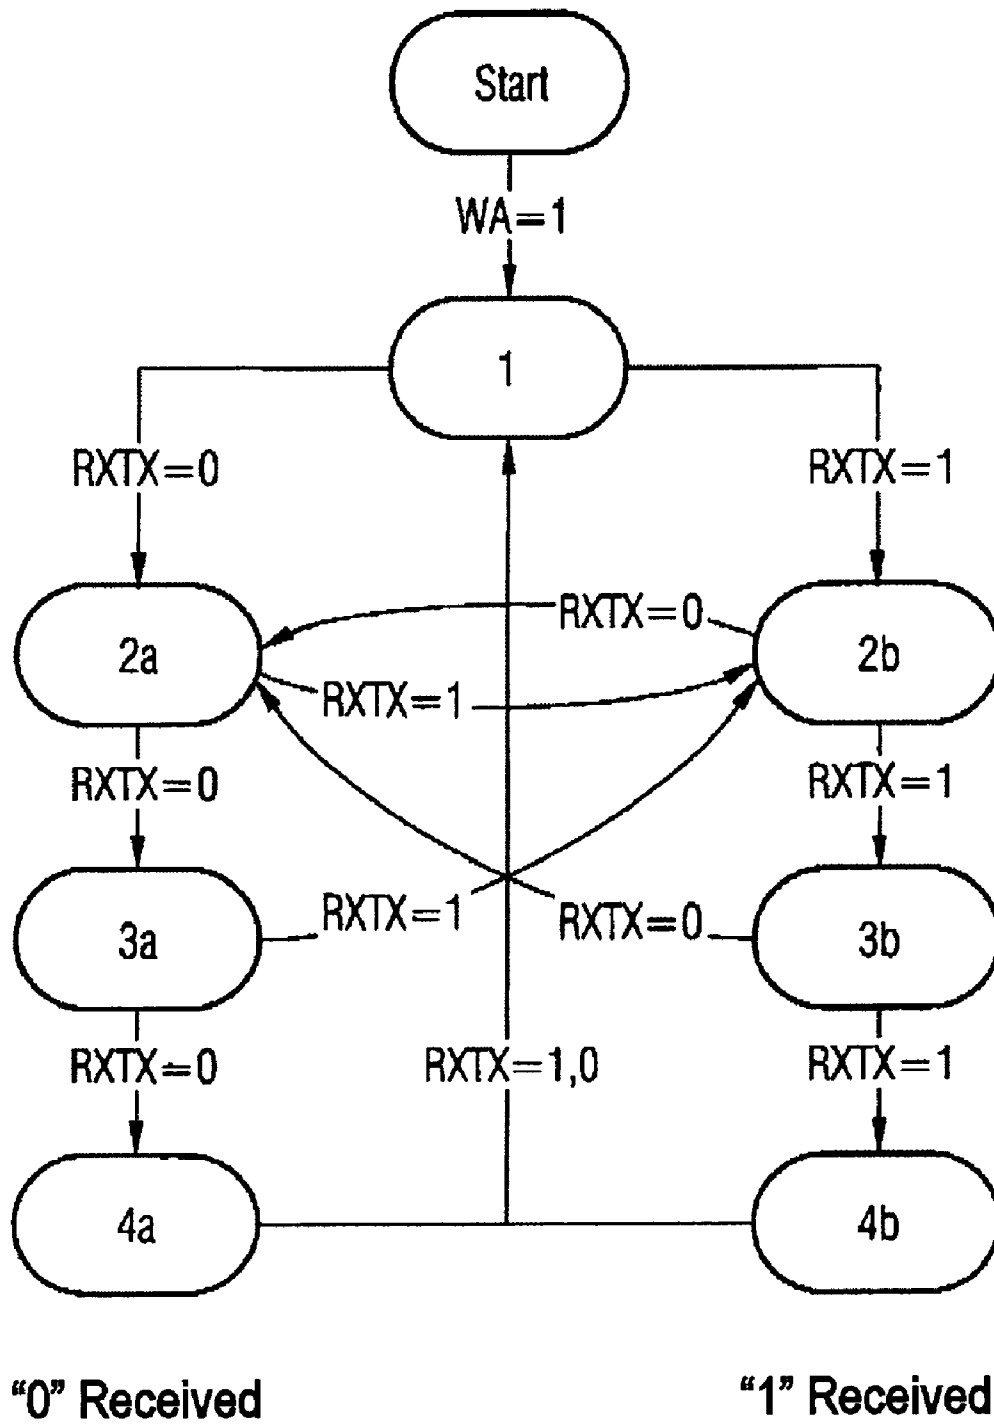 Start
WA=1
1
RXTX=0
RXTX=1
RXTX=0
2a
2b
RXTX=1
RXTX=0
RXTX=1
RXTX=1
RXTX=0
3a
3b
RXTX=0
RXTX=1,0
RXTX=1
4a
4b
“0” Received
“1” Received